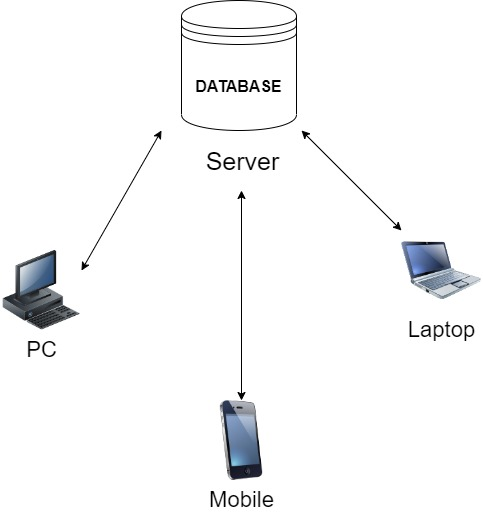 DATABASE
Server
PC
Laptop
Mobile